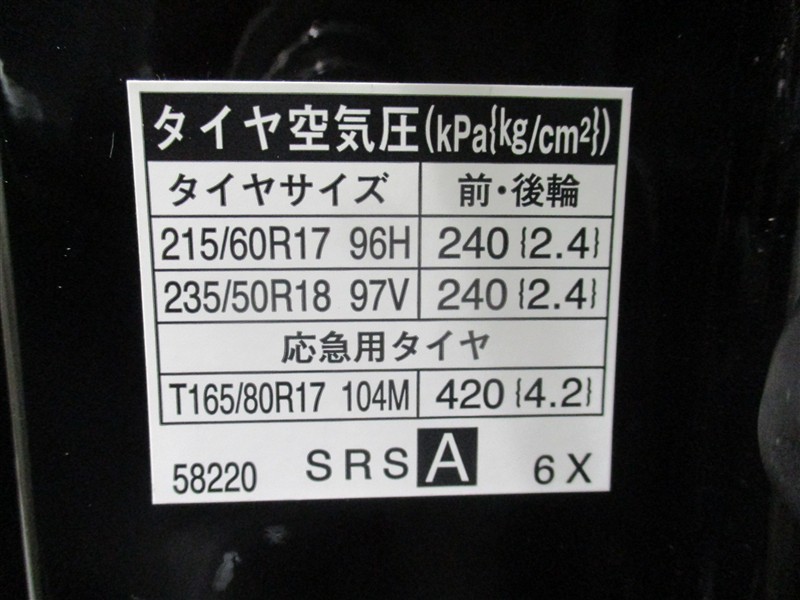 タイヤ空気圧(kPa{kg/cm²})
タイヤサイズ 前・後輪
215/60R17 96H 240{2.4}
235/50R18 97V 240{2.4}
応急用タイヤ
T165/80R17 104M 420{4.2}
58220 SRS A 6X